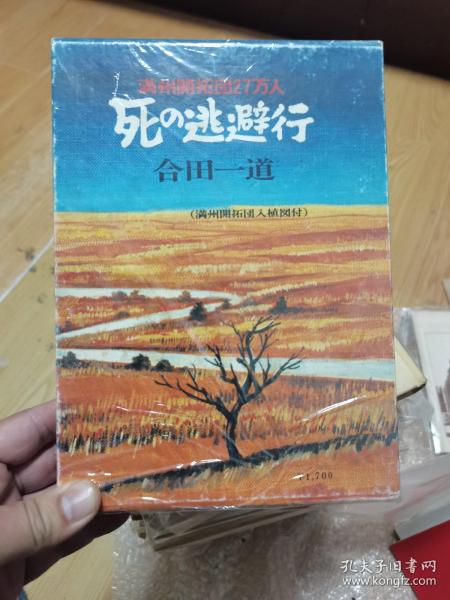 満州開拓団27万人
死の逃避行
合田一道
(満州開拓団入植図付)
¥1,700
孔夫子旧书网
www.kongfz.com